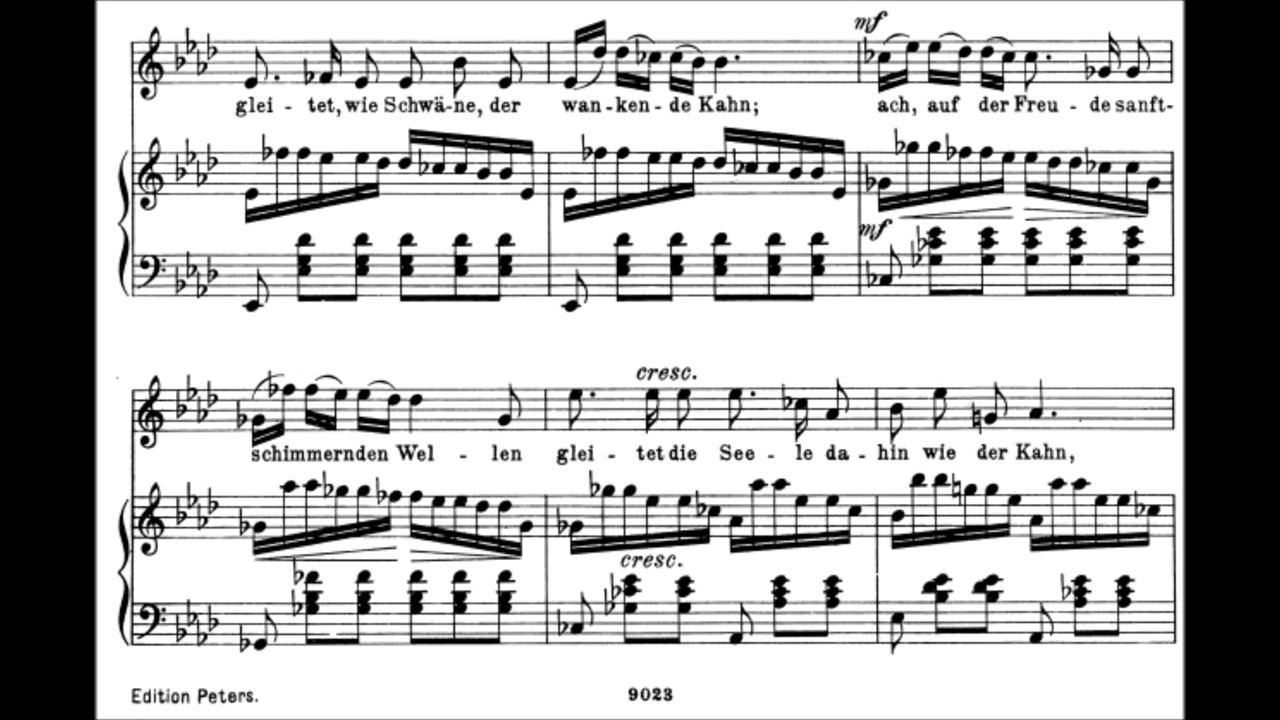 mf
glei - tet, wie Schwä-ne, der wan-ken-de Kahn; ach, auf der Freu - de sanft-
mf
cresc.
schimmernden Wel - len glei - tet die See - le da - hin wie der Kahn,
cresc.
Edition Peters. 9023